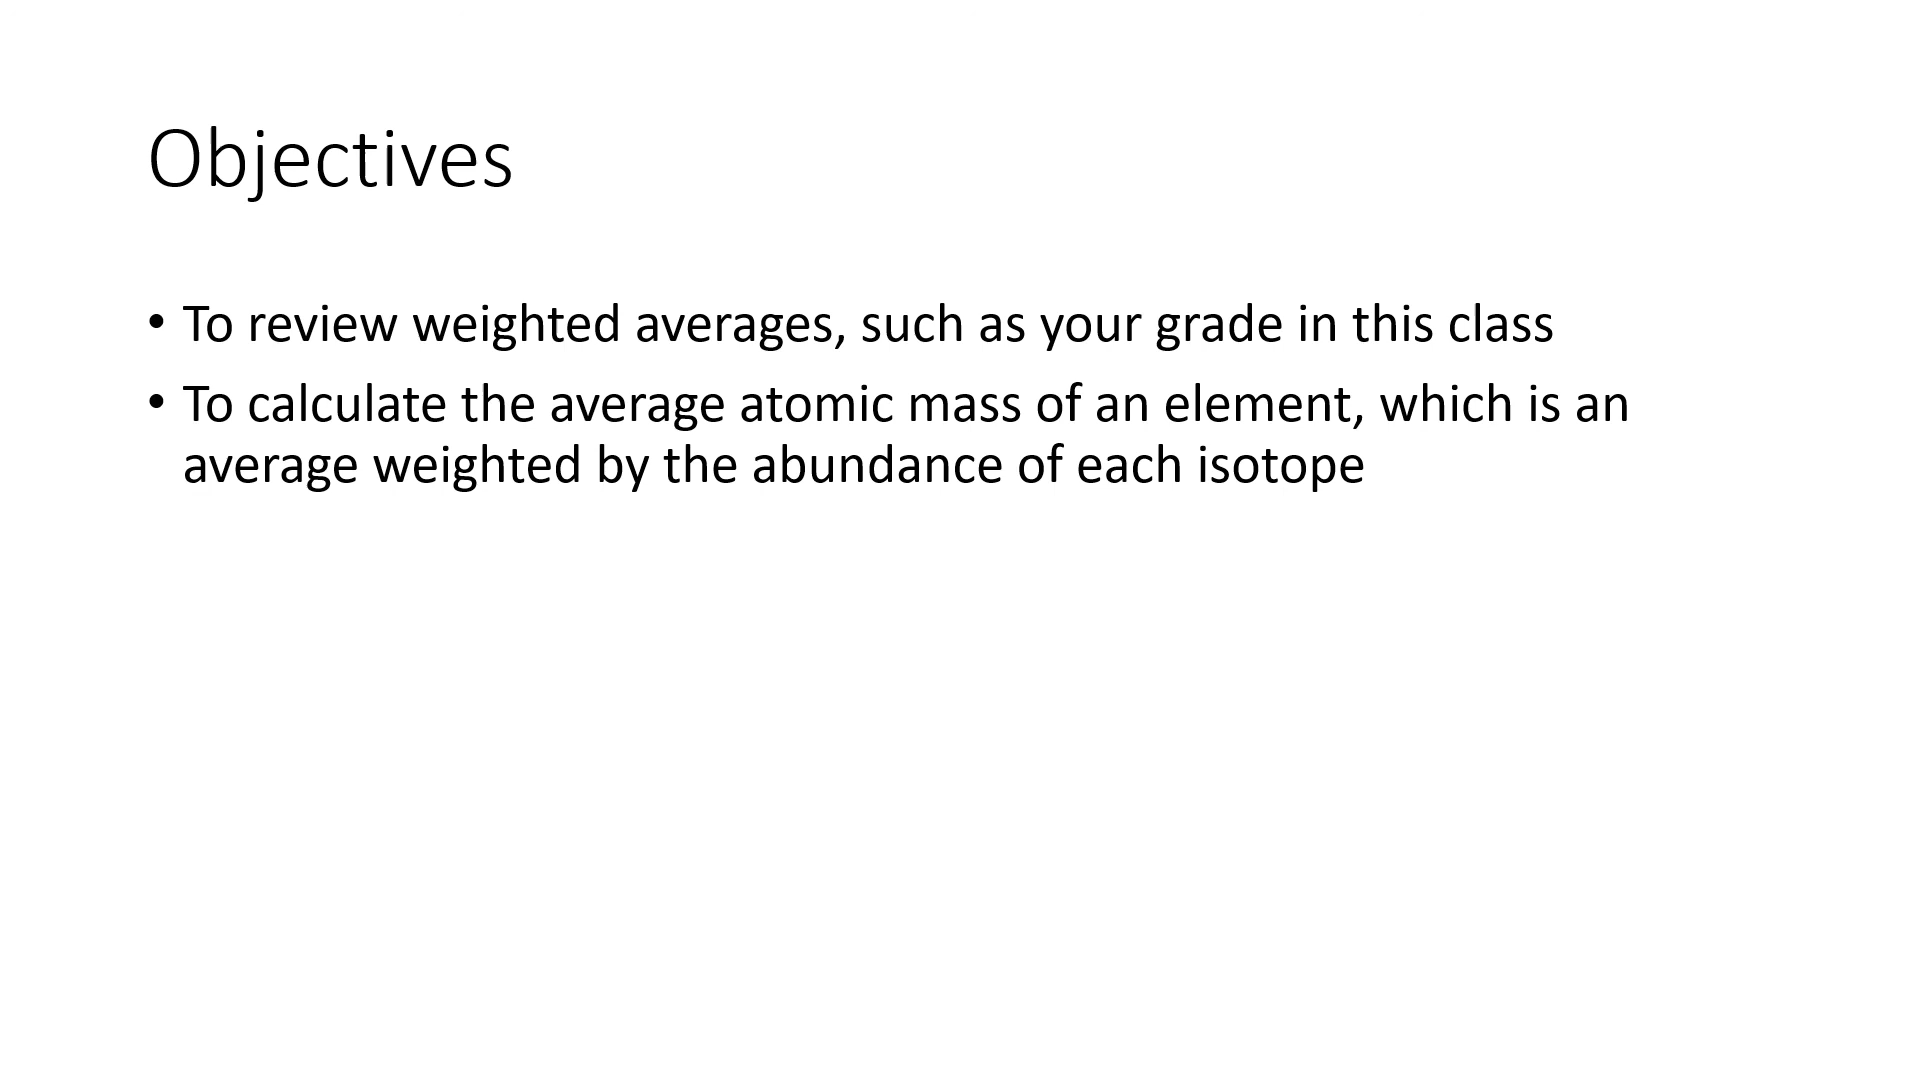 Objectives
• To review weighted averages, such as your grade in this class
• To calculate the average atomic mass of an element, which is an
average weighted by the abundance of each isotope